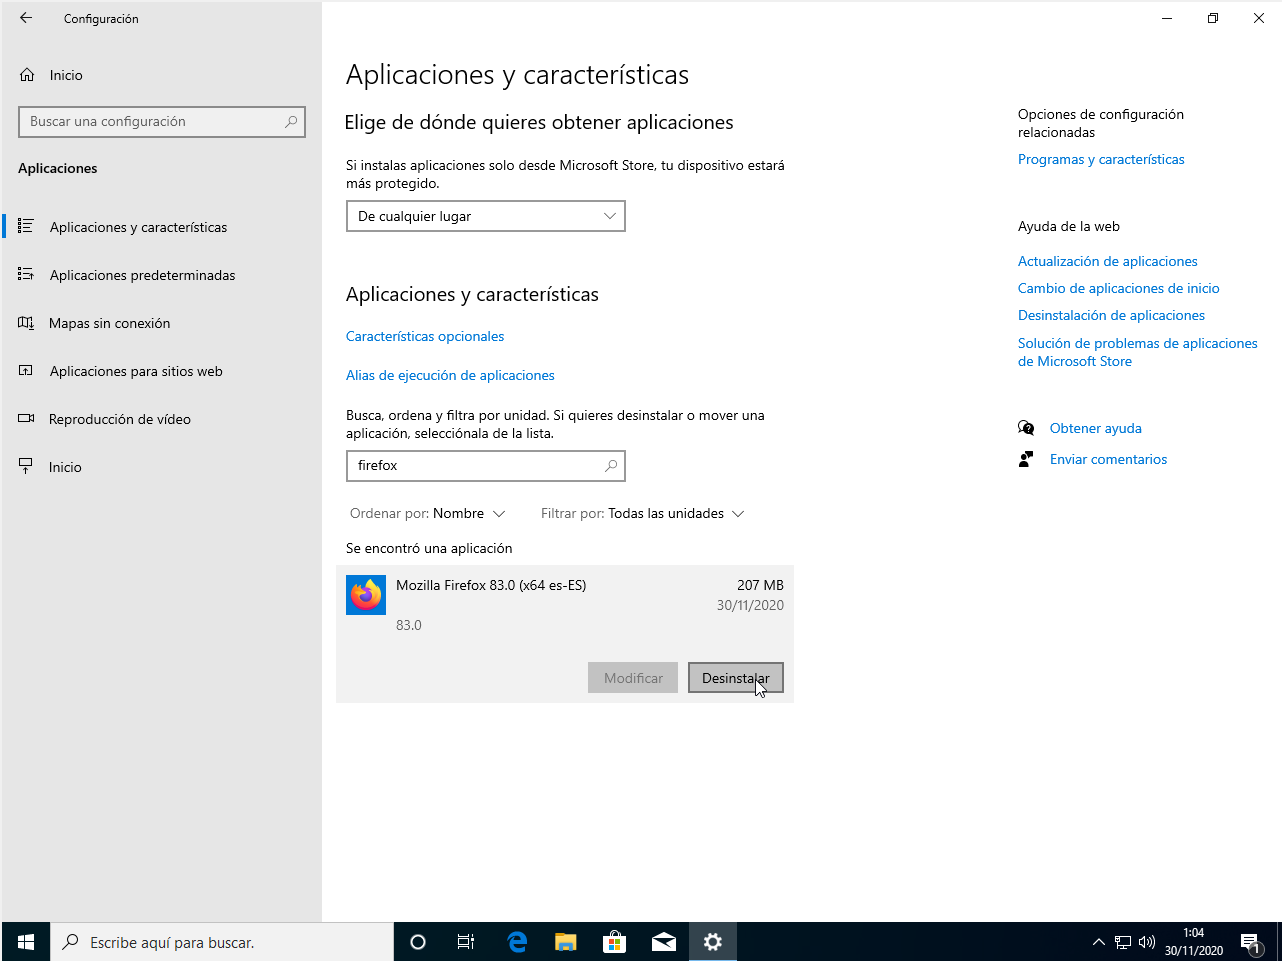 Configuración
Inicio
Buscar una configuración
Aplicaciones
Aplicaciones y características
Aplicaciones predeterminadas
Mapas sin conexión
Aplicaciones para sitios web
Reproducción de vídeo
Inicio
Aplicaciones y características
Elige de dónde quieres obtener aplicaciones
Si instalas aplicaciones solo desde Microsoft Store, tu dispositivo estará
más protegido.
De cualquier lugar
Aplicaciones y características
Características opcionales
Alias de ejecución de aplicaciones
Busca, ordena y filtra por unidad. Si quieres desinstalar o mover una
aplicación, selecciónala de la lista.
firefox
Ordenar por: Nombre
Filtrar por: Todas las unidades
Se encontró una aplicación
Mozilla Firefox 83.0 (x64 es-ES)
207 MB
30/11/2020
83.0
Modificar
Desinstalar
Opciones de configuración
relacionadas
Programas y características
Ayuda de la web
Actualización de aplicaciones
Cambio de aplicaciones de inicio
Desinstalación de aplicaciones
Solución de problemas de aplicaciones
de Microsoft Store
Obtener ayuda
Enviar comentarios
Escribe aquí para buscar.
1:04
30/11/2020
1